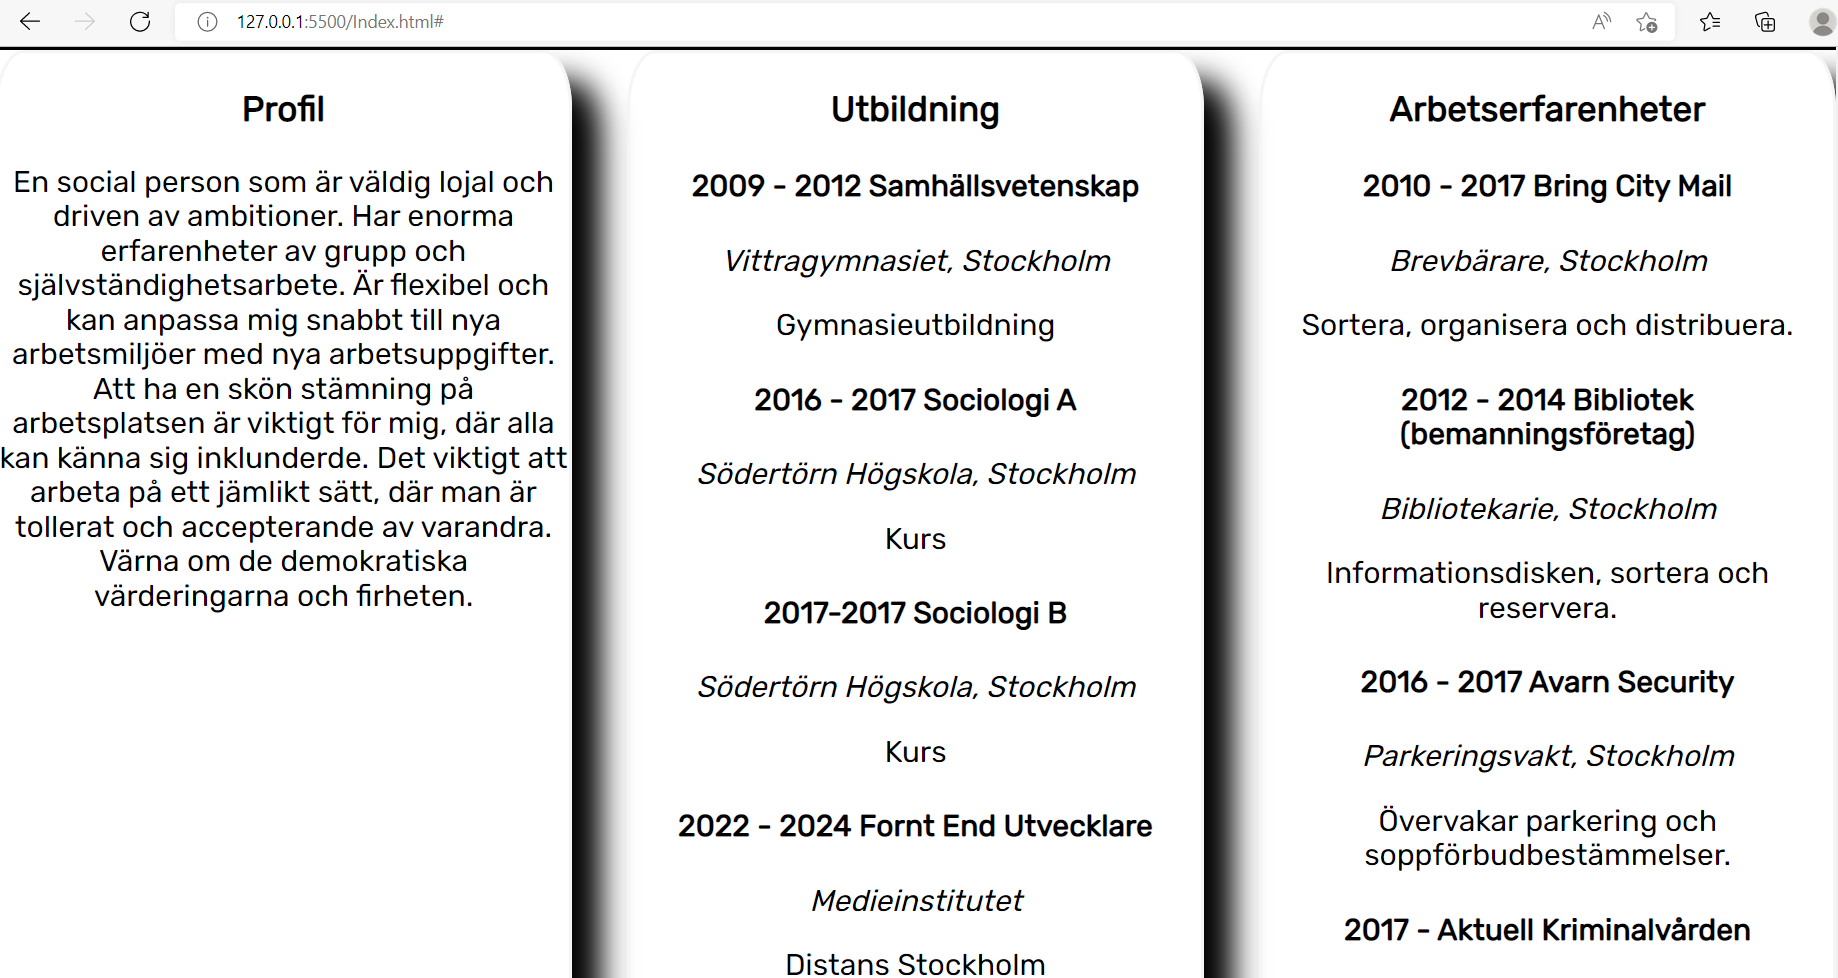 127.0.0.1:5500/Index.html#
Profil
En social person som är väldig lojal och
driven av ambitioner. Har enorma
erfarenheter av grupp och
självständighetsarbete. Är flexibel och
kan anpassa mig snabbt till nya
arbetsmiljöer med nya arbetsuppgifter.
Att ha en skön stämning på
arbetsplatsen är viktigt för mig, där alla
kan känna sig inklunderde. Det viktigt att
arbeta på ett jämlikt sätt, där man är
tollerat och accepterande av varandra.
Värna om de demokratiska
värderingarna och firheten.
Utbildning
2009 - 2012 Samhällsvetenskap
Vittragymnasiet, Stockholm
Gymnasieutbildning
2016 - 2017 Sociologi A
Södertörn Högskola, Stockholm
Kurs
2017-2017 Sociologi B
Södertörn Högskola, Stockholm
Kurs
2022 - 2024 Fornt End Utvecklare
Medieinstitutet
Distans Stockholm
Arbetserfarenheter
2010 - 2017 Bring City Mail
Brevbärare, Stockholm
Sortera, organisera och distribuera.
2012 - 2014 Bibliotek
(bemanningsföretag)
Bibliotekarie, Stockholm
Informationsdisken, sortera och
reservera.
2016 - 2017 Avarn Security
Parkeringsvakt, Stockholm
Övervakar parkering och
soppförbudbestämmelser.
2017 - Aktuell Kriminalvården